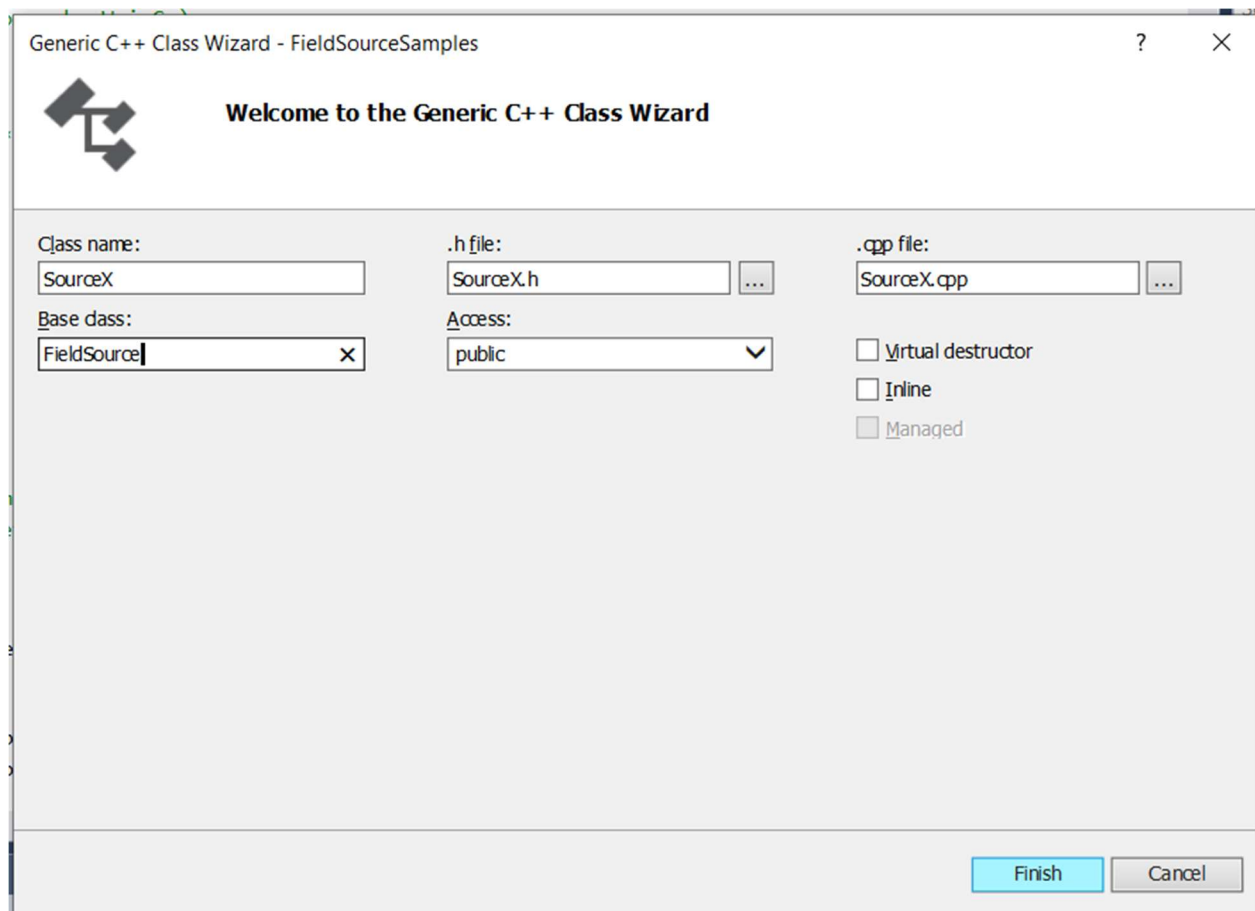 Generic C++ Class Wizard - FieldSourceSamples ?
Welcome to the Generic C++ Class Wizard
Class name: .h file: .cpp file:
SourceX SourceX.h ... SourceX.cpp ...
Base class: Access:
FieldSource public Virtual destructor
Inline
Managed
Finish Cancel